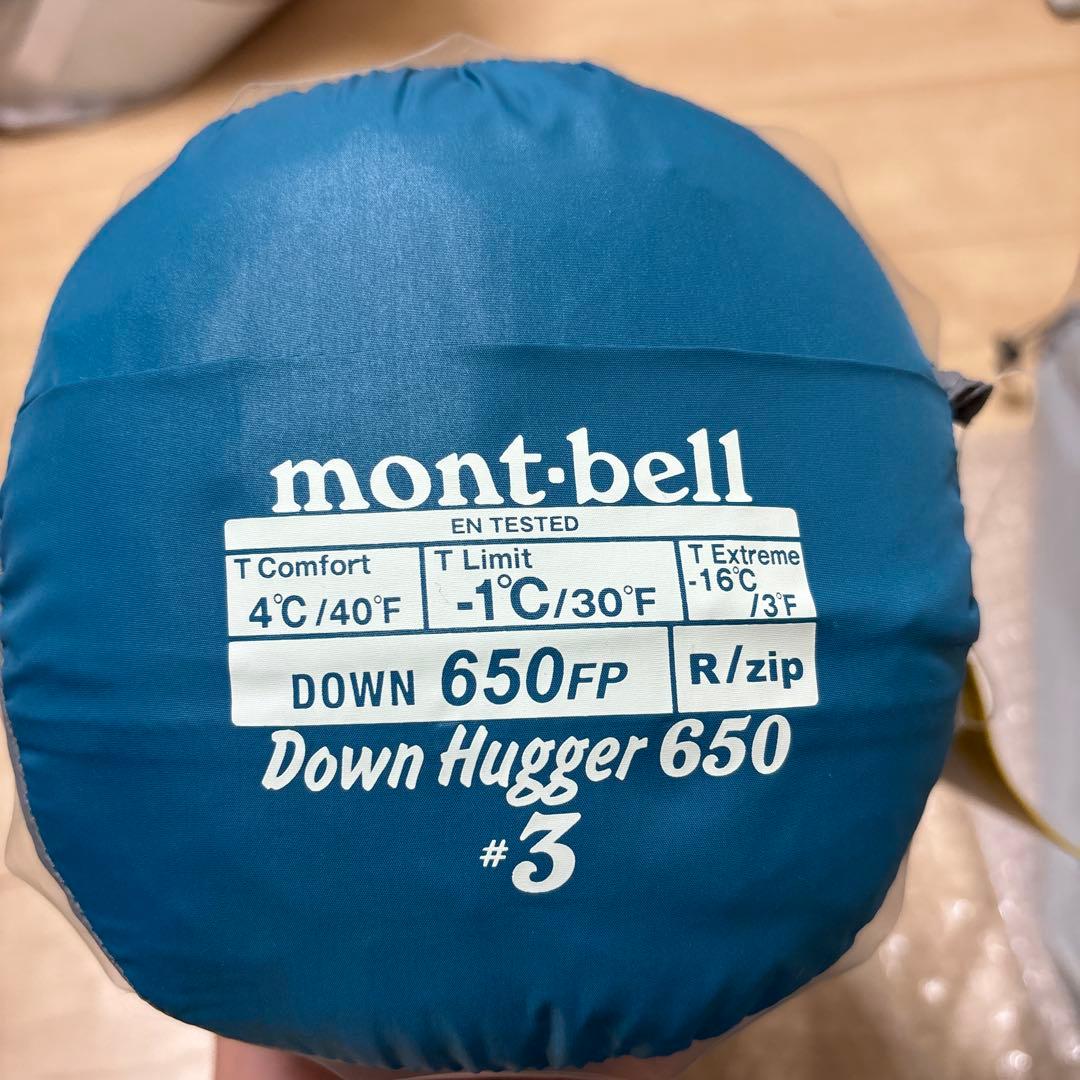 mont·bell
EN TESTED
T Comfort
4℃/40°F
T Limit
-1℃/30°F
T Extreme
-16℃
/3°F
DOWN 650FP
R/zip
Down Hugger 650
#3